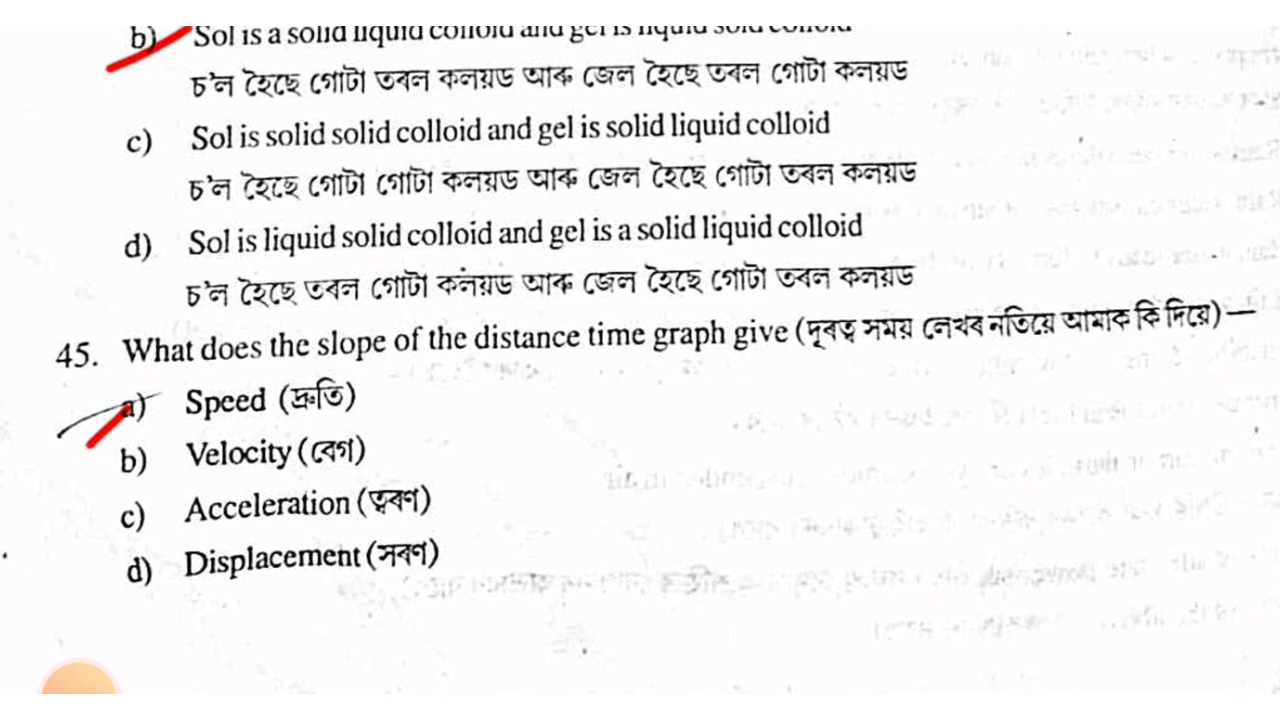 b) Sol is a solid liquid colloid and gel is liquid solid colloid
চ'ল হৈছে গোটা তৰল কলয়ড আৰু জেল হৈছে তৰল গোটা কলয়ড
c) Sol is solid solid colloid and gel is solid liquid colloid
চ'ল হৈছে গোটা গোটা কলয়ড আৰু জেল হৈছে গোটা তৰল কলয়ড
d) Sol is liquid solid colloid and gel is a solid liquid colloid
চ'ল হৈছে তৰল গোটা কলয়ড আৰু জেল হৈছে গোটা তৰল কলয়ড
45. What does the slope of the distance time graph give (দূৰত্ব সময় লেখৰ নতিয়ে আমাক কি দিয়ে)—
a) Speed (দ্ৰুতি)
b) Velocity (বেগ)
c) Acceleration (ত্বৰণ)
d) Displacement (সৰণ)